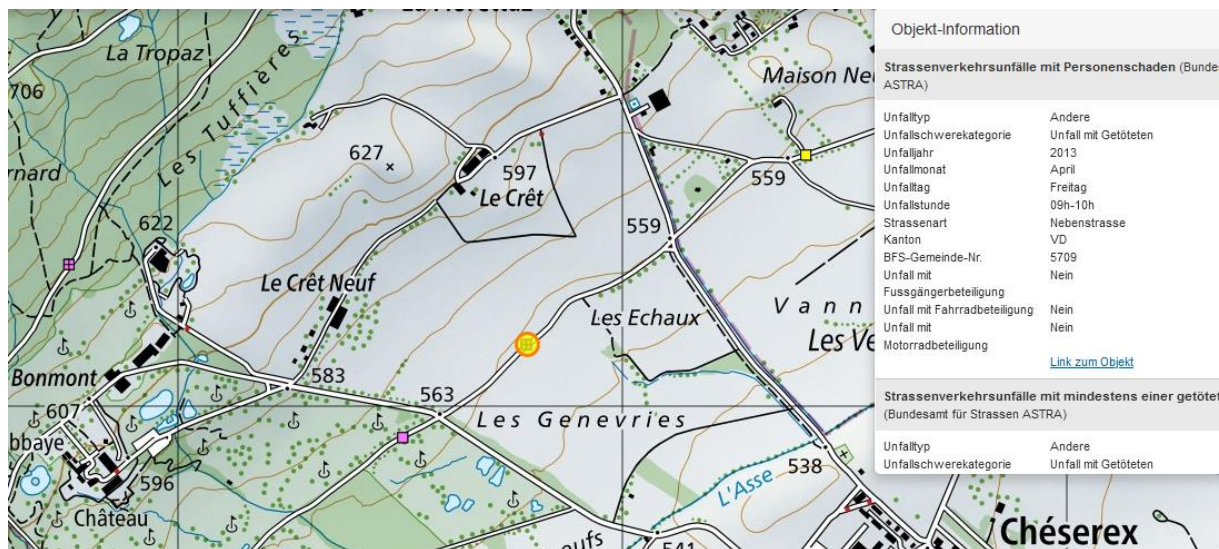 La Tropaz
706
Les Tuffières
Maison Neu
627
597
Le Crêt
559
622
559
Le Crêt Neuf
Les Echaux
Vann
Les Ve
Bonmont
583
563
Les Genevries
607
bbaye
596
538
Château
L'Asse
541
Chéserex
Objekt-Information
Strassenverkehrsunfälle mit Personenschaden (Bunde
ASTRA)
Unfalltyp Andere
Unfallschwerekategorie Unfall mit Getöteten
Unfalljahr 2013
Unfallmonat April
Unfalltag Freitag
Unfallstunde 09h-10h
Strassenart Nebenstrasse
Kanton VD
BFS-Gemeinde-Nr. 5709
Unfall mit Nein
Fussgängerbeteiligung
Unfall mit Fahrradbeteiligung Nein
Unfall mit Nein
Motorradbeteiligung
Link zum Objekt
Strassenverkehrsunfälle mit mindestens einer getötet
(Bundesamt für Strassen ASTRA)
Unfalltyp Andere
Unfallschwerekategorie Unfall mit Getöteten